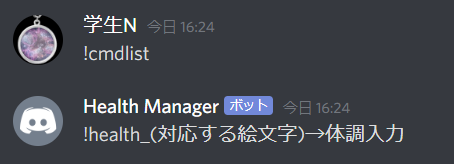 学生N 今日 16:24
!cmdlist
Health Manager ボット 今日 16:24
!health_(対応する絵文字)→体調入力